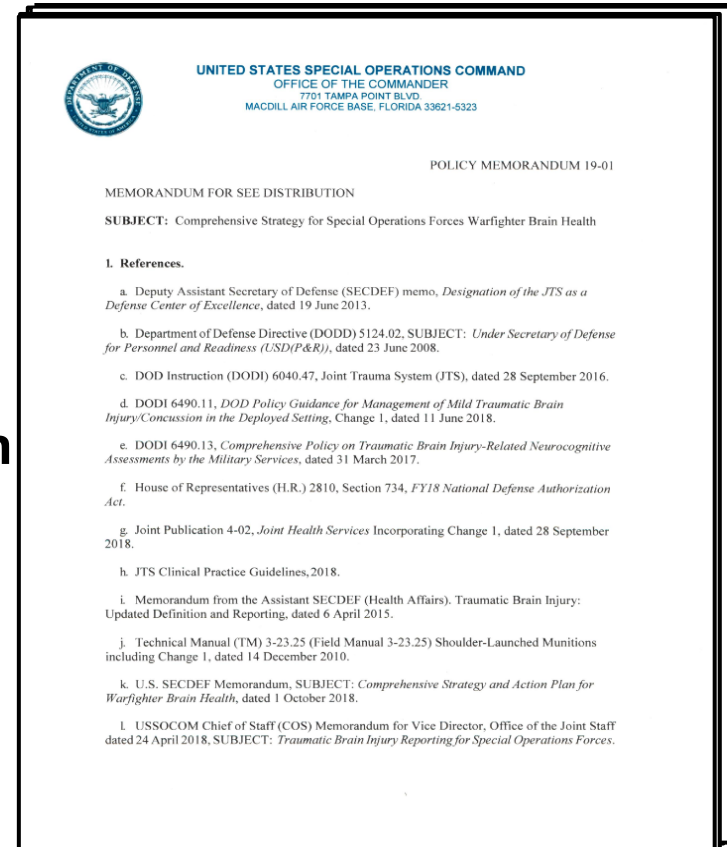 UNITED STATES SPECIAL OPERATIONS COMMAND
OFFICE OF THE COMMANDER
7701 TAMPA POINT BLVD.
MACDILL AIR FORCE BASE, FLORIDA 33621-5323
POLICY MEMORANDUM 19-01
MEMORANDUM FOR SEE DISTRIBUTION
SUBJECT: Comprehensive Strategy for Special Operations Forces Warfighter Brain Health
1. References.
a. Deputy Assistant Secretary of Defense (SECDEF) memo, Designation of the JTS as a
Defense Center of Excellence, dated 19 June 2013.
b. Department of Defense Directive (DODD) 5124.02, SUBJECT: Under Secretary of Defense
for Personnel and Readiness (USD(P&R)), dated 23 June 2008.
c. DOD Instruction (DODI) 6040.47, Joint Trauma System (JTS), dated 28 September 2016.
d. DODI 6490.11, DOD Policy Guidance for Management of Mild Traumatic Brain
Injury/Concussion in the Deployed Setting, Change 1, dated 11 June 2018.
e. DODI 6490.13, Comprehensive Policy on Traumatic Brain Injury-Related Neurocognitive
Assessments by the Military Services, dated 31 March 2017.
f. House of Representatives (H.R.) 2810, Section 734, FY18 National Defense Authorization
Act.
g. Joint Publication 4-02, Joint Health Services Incorporating Change 1, dated 28 September
2018.
h. JTS Clinical Practice Guidelines, 2018.
i. Memorandum from the Assistant SECDEF (Health Affairs). Traumatic Brain Injury:
Updated Definition and Reporting, dated 6 April 2015.
j. Technical Manual (TM) 3-23.25 (Field Manual 3-23.25) Shoulder-Launched Munitions
including Change 1, dated 14 December 2010.
k. U.S. SECDEF Memorandum, SUBJECT: Comprehensive Strategy and Action Plan for
Warfighter Brain Health, dated 1 October 2018.
l. USSOCOM Chief of Staff (COS) Memorandum for Vice Director, Office of the Joint Staff
dated 24 April 2018, SUBJECT: Traumatic Brain Injury Reporting for Special Operations Forces.